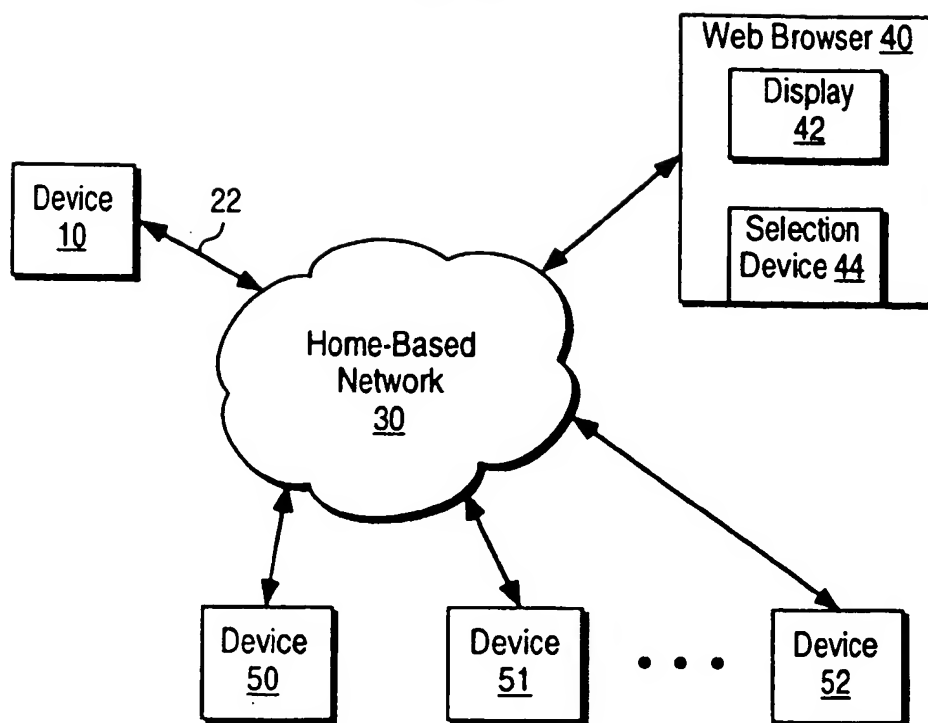 Web Browser 40
Display
42
Selection
Device 44
Device
10
22
Home-Based
Network
30
Device
50
Device
51
Device
52